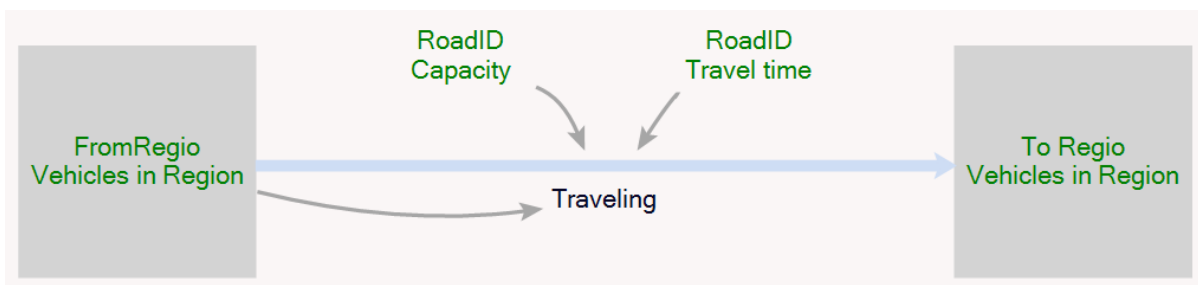 RoadID
Capacity
RoadID
Travel time
FromRegio
Vehicles in Region
To Regio
Vehicles in Region
Traveling